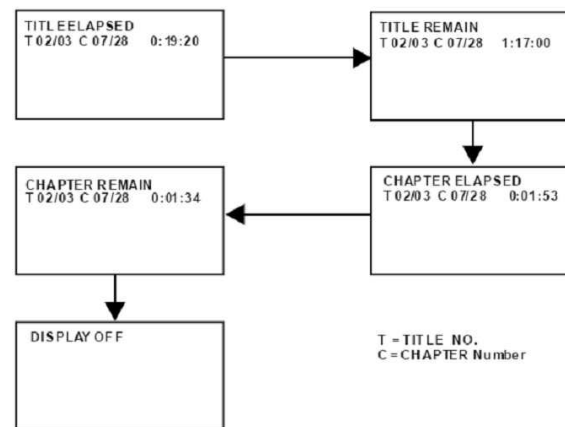 TITLE ELAPSED
T 02/03 C 07/28 0:19:20
TITLE REMAIN
T 02/03 C 07/28 1:17:00
CHAPTER ELAPSED
T 02/03 C 07/28 0:01:53
CHAPTER REMAIN
T 02/03 C 07/28 0:01:34
DISPLAY OFF
T = TITLE NO.
C = CHAPTER Number